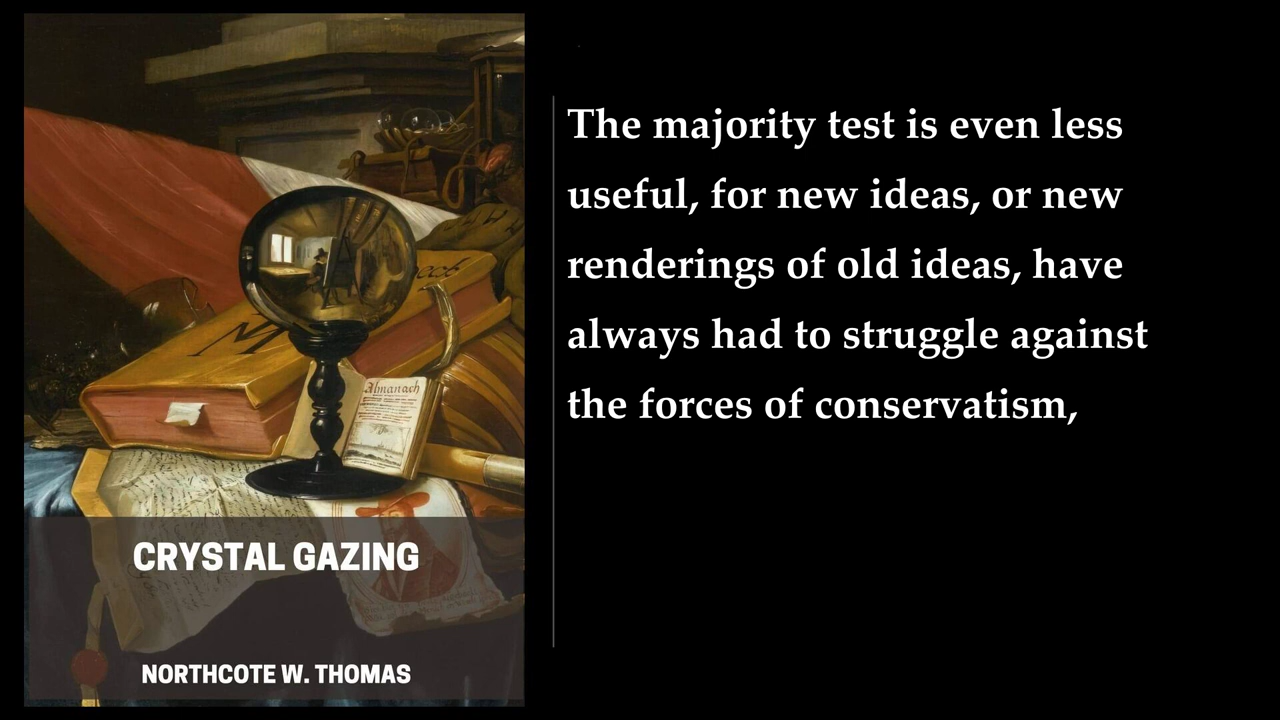 The majority test is even less
useful, for new ideas, or new
renderings of old ideas, have
always had to struggle against
the forces of conservatism,
M
Almanach
CRYSTAL GAZING
NORTHCOTE W. THOMAS